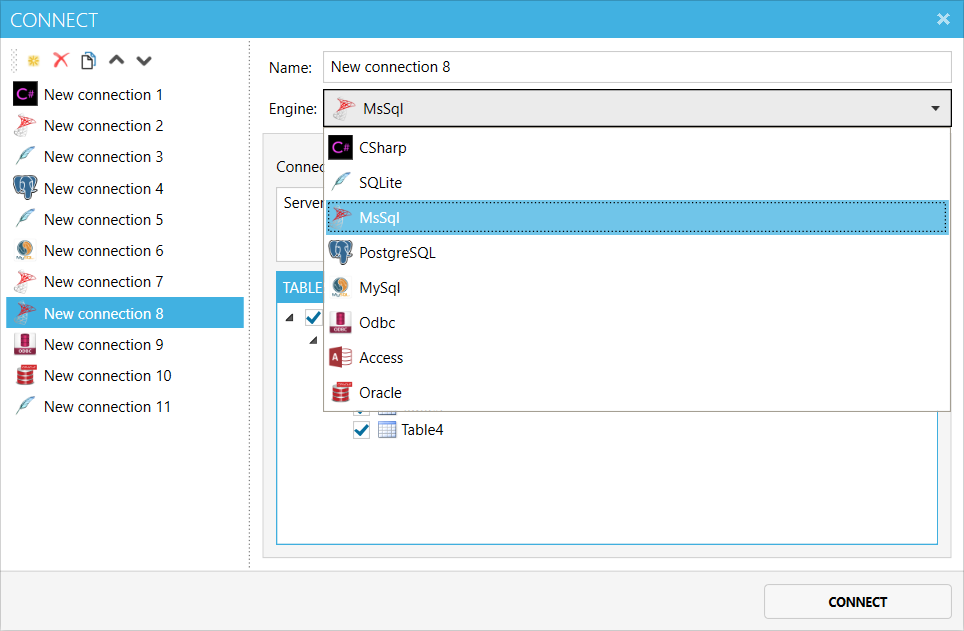 CONNECT
New connection 1
New connection 2
New connection 3
New connection 4
New connection 5
New connection 6
New connection 7
New connection 8
New connection 9
New connection 10
New connection 11
Name: New connection 8
Engine: MsSql
Connec
Server
TABLE
C# CSharp
SQLite
MsSql
PostgreSQL
MySql
Odbc
Access
Oracle
Table4
CONNECT